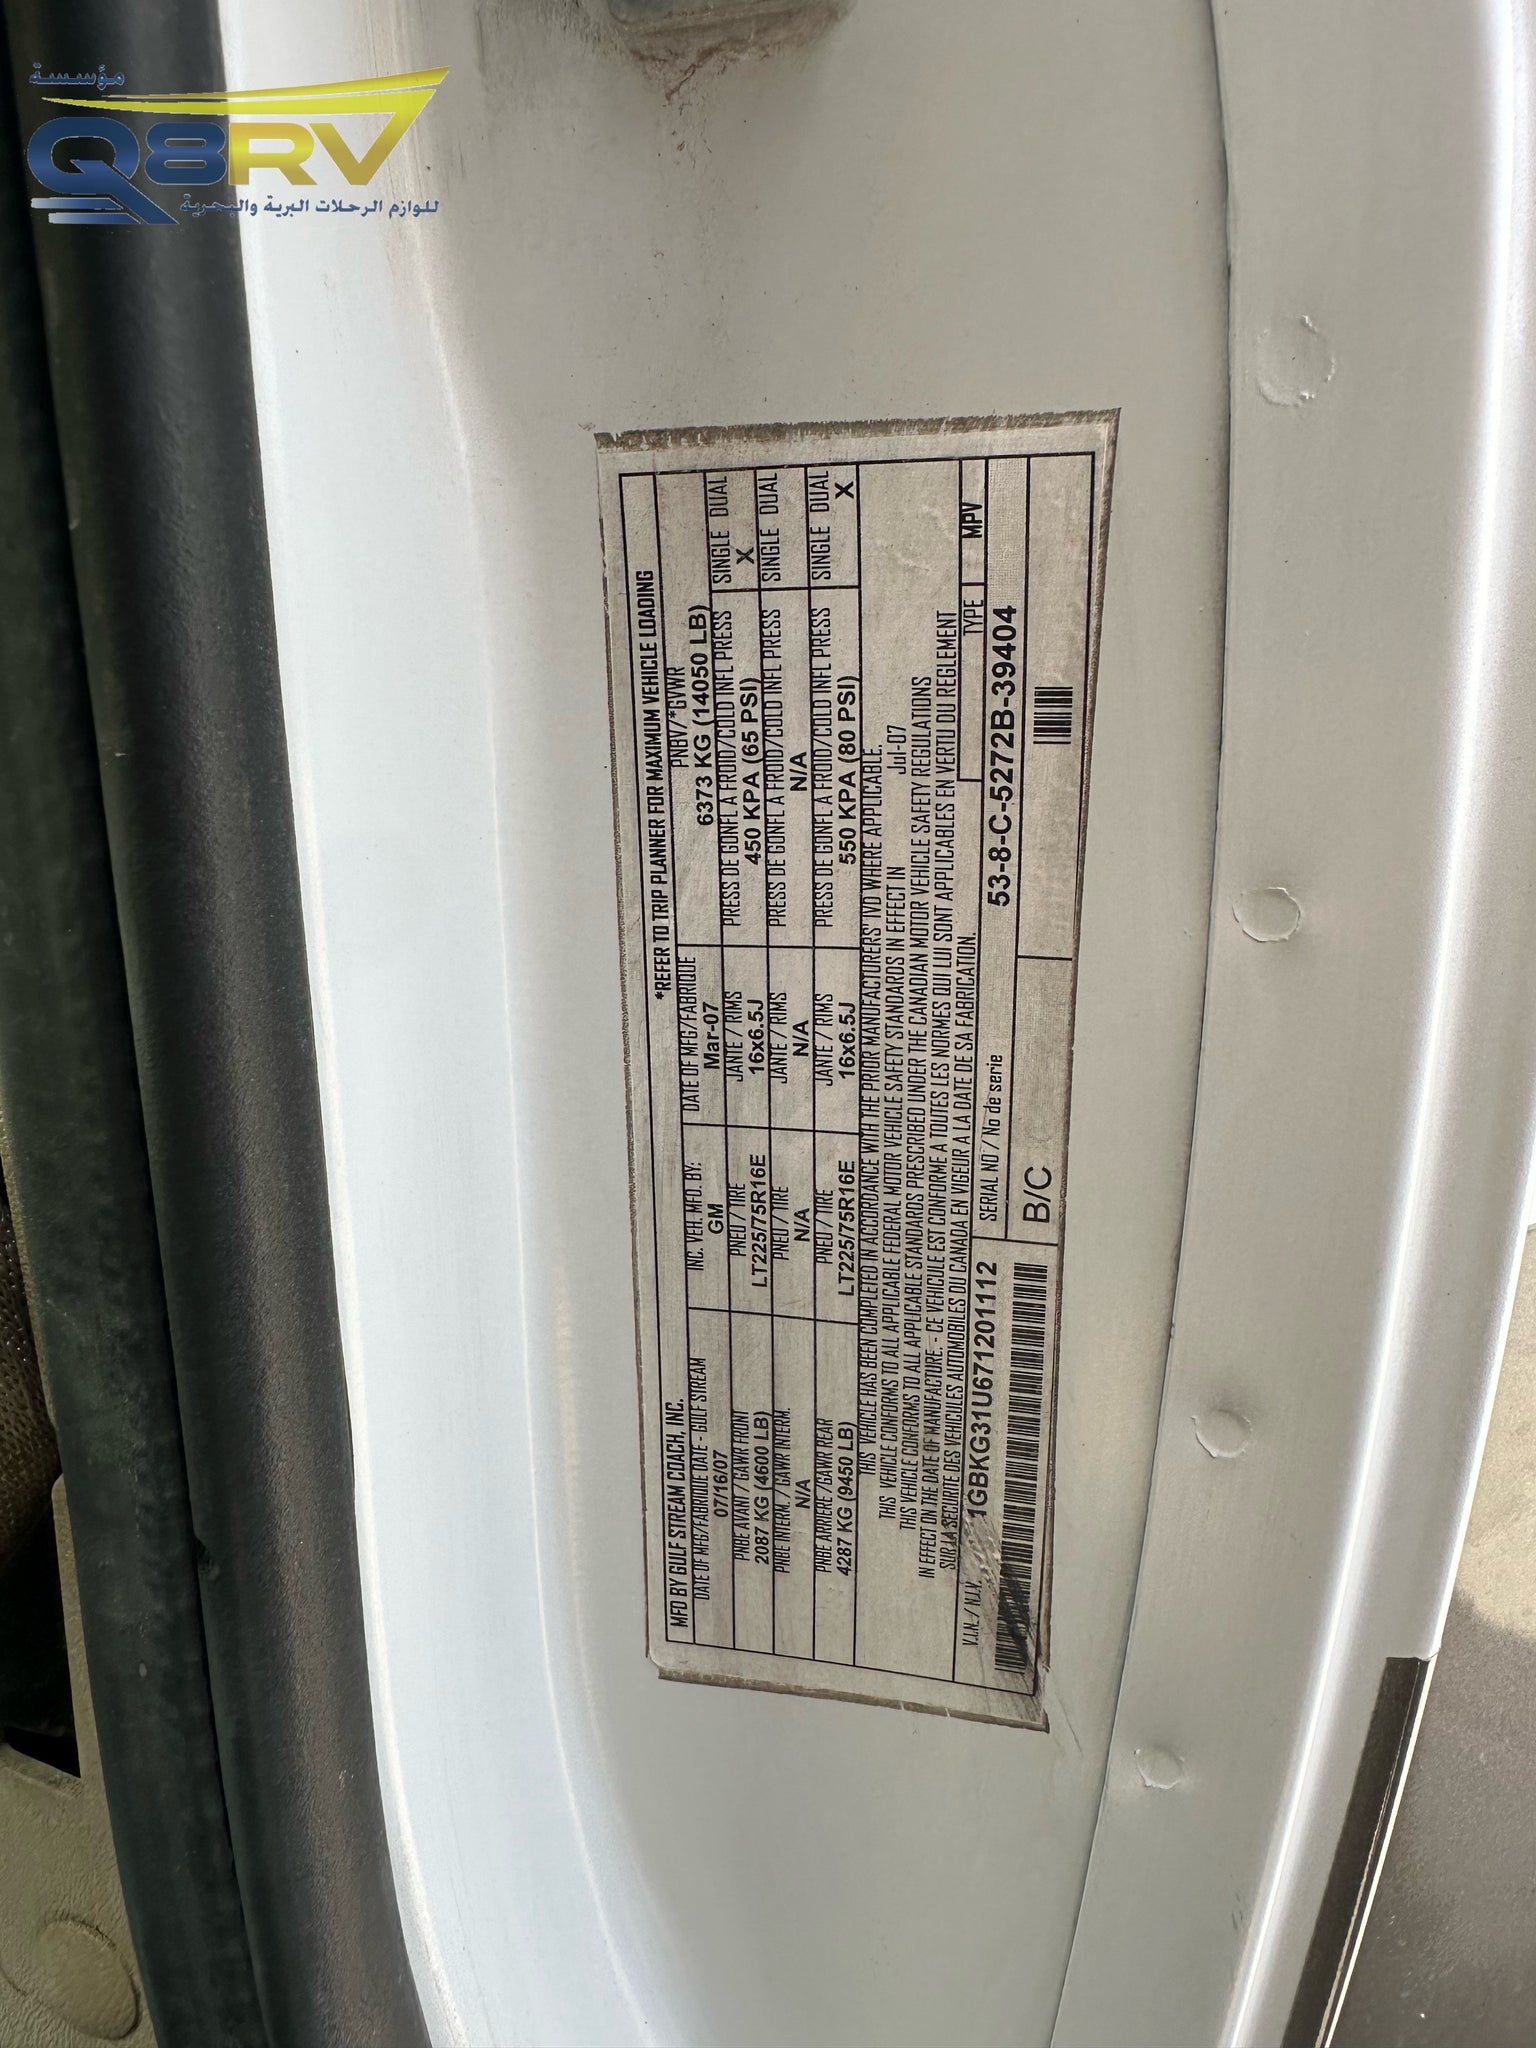 مؤسسة
Q8RV
للوازم الرحلات البرية والبحرية
*REFER TO TRIP PLANNER FOR MAXIMUM VEHICLE LOADING
MFD BY GULF STREAM COACH, INC. INC. VEH. MFD. BY: DATE OF MFG/FABRIQUE PNBV/*GVWR
DATE OF MFG/FABRIQUE DATE - GULF STREAM GM Mar-07 6373 KG (14050 LB)
07/16/07
PNBE AVANT / GAWR FRONT PNEU / TIRE JANTE / RIMS PRESS DE GONFL A FROID/COLD INFL PRESS SINGLE DUAL
2087 KG (4600 LB) LT225/75R16E 16x6.5J 450 KPA (65 PSI) X
PNBE INTERM. / GAWR INTERM. PNEU / TIRE JANTE / RIMS PRESS DE GONFL A FROID/COLD INFL PRESS SINGLE DUAL
N/A N/A N/A N/A
PNBE ARRIERE /GAWR REAR PNEU / TIRE JANTE / RIMS PRESS DE GONFL A FROID/COLD INFL PRESS SINGLE DUAL
4287 KG (9450 LB) LT225/75R16E 16x6.5J 550 KPA (80 PSI) X
THIS VEHICLE HAS BEEN COMPLETED IN ACCORDANCE WITH THE PRIOR MANUFACTURERS' IVD WHERE APPLICABLE.
THIS VEHICLE CONFORMS TO ALL APPLICABLE FEDERAL MOTOR VEHICLE SAFETY STANDARDS IN EFFECT IN Jul-07
THIS VEHICLE CONFORMS TO ALL APPLICABLE STANDARDS PRESCRIBED UNDER THE CANADIAN MOTOR VEHICLE SAFETY REGULATIONS
IN EFFECT ON THE DATE OF MANUFACTURE. - CE VEHICULE EST CONFORME A TOUTES LES NORMES QUI LUI SONT APPLICABLES EN VERTU DU REGLEMENT
SUR LA SECURITE DES VEHICULES AUTOMOBILES DU CANADA EN VIGEUR A LA DATE DE SA FABRICATION.
V.I.N. / N.I.V. 1GBKG31U671201112 SERIAL NO / No de serie 53-8-C-5272B-39404 TYPE MPV
B/C